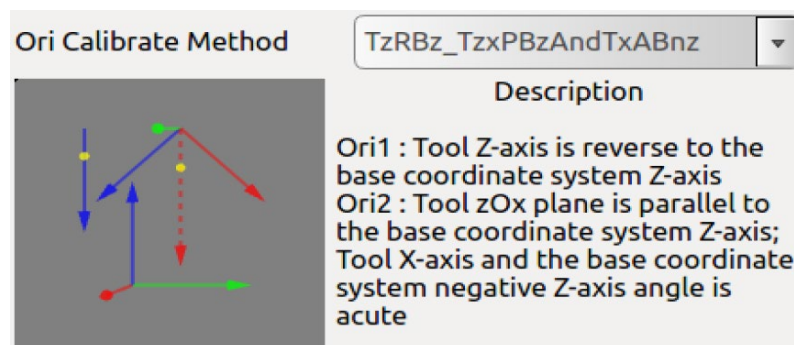 Ori Calibrate Method
TzRBz_TzxPBzAndTxABnz
Description
Ori1 : Tool Z-axis is reverse to the
base coordinate system Z-axis
Ori2 : Tool zOx plane is parallel to
the base coordinate system Z-axis;
Tool X-axis and the base coordinate
system negative Z-axis angle is
acute